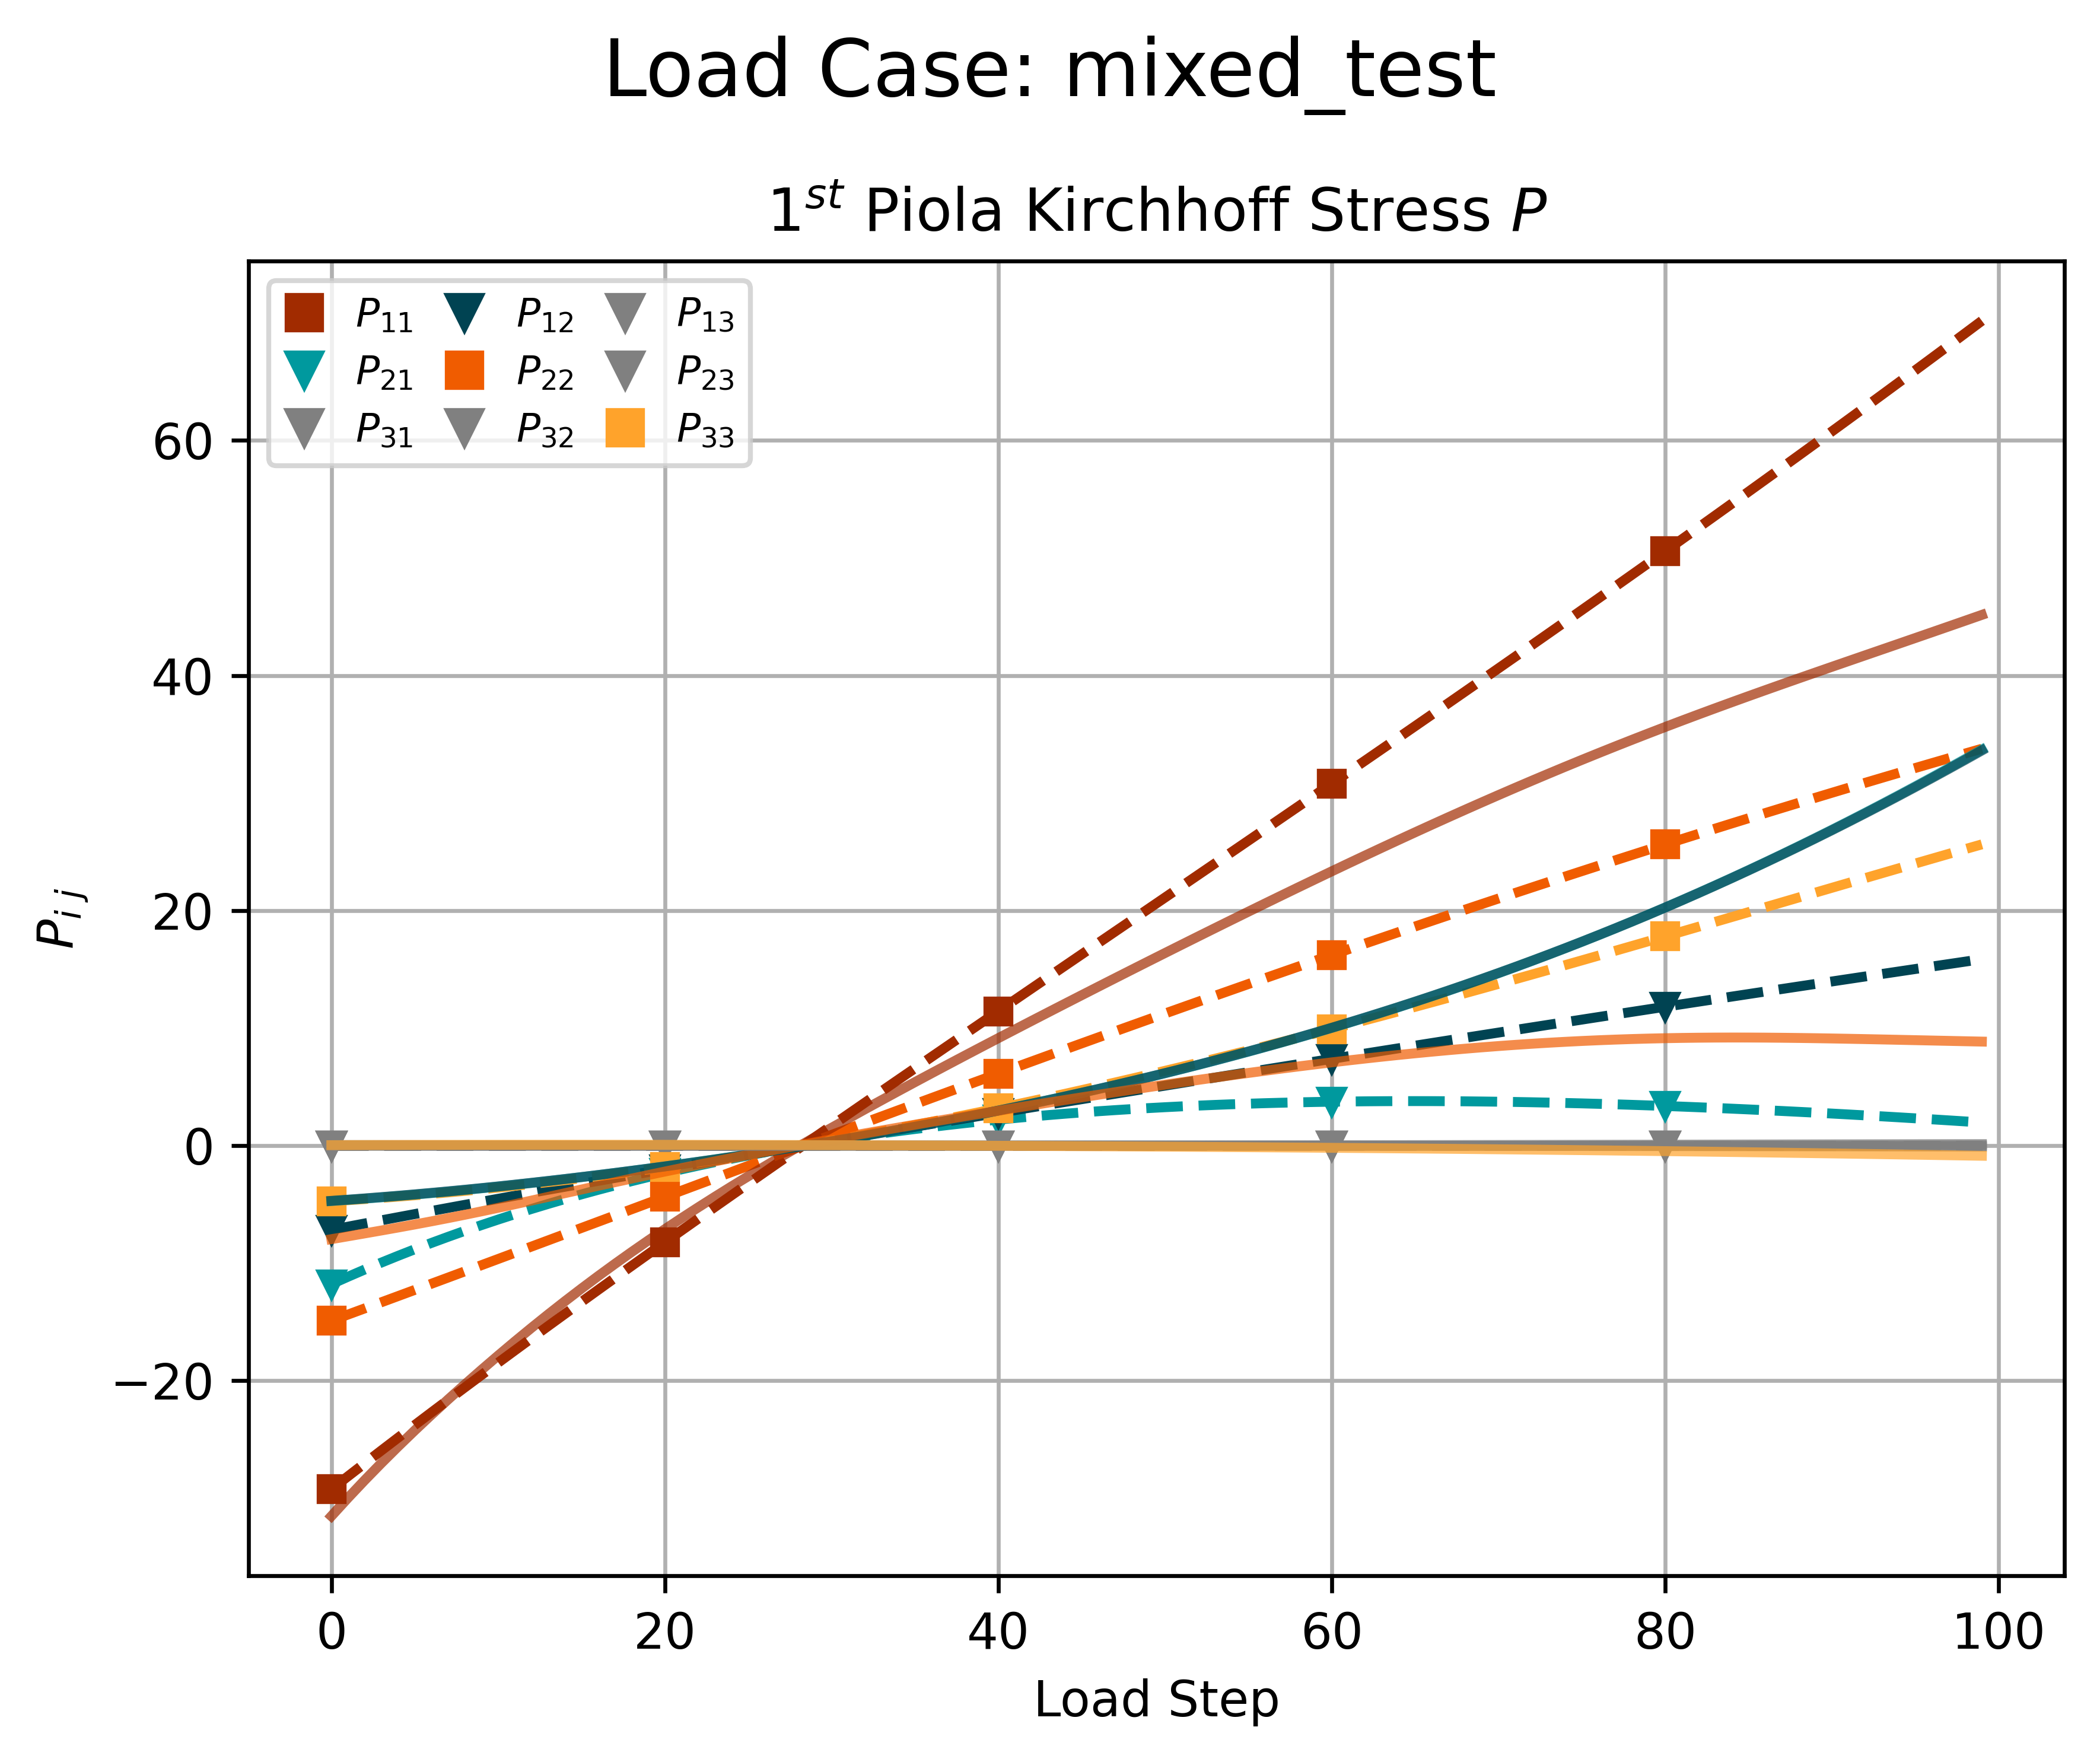 Load Case: mixed_test
1st Piola Kirchhoff Stress P
P11 P12 P13
P21 P22 P23
P31 P32 P33
60
40
20
0
−20
Pij
0 20 40 60 80 100
Load Step